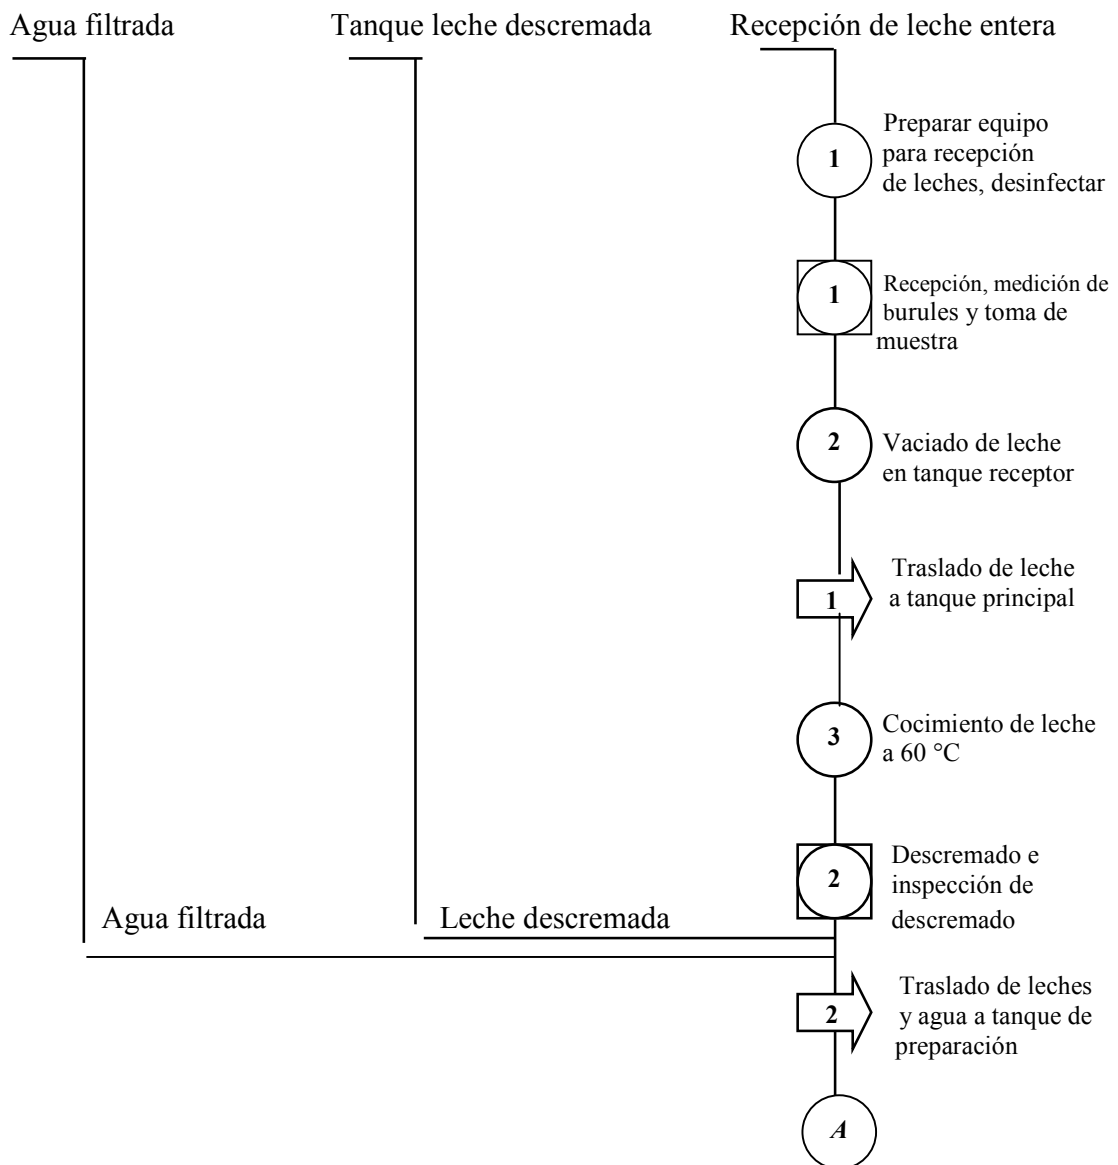 Agua filtrada
Tanque leche descremada
Recepción de leche entera
1
Preparar equipo
para recepción
de leches, desinfectar
1
Recepción, medición de
burules y toma de
muestra
2
Vaciado de leche
en tanque receptor
1
Traslado de leche
a tanque principal
3
Cocimiento de leche
a 60 °C
2
Descremado e
inspección de
descremado
Agua filtrada
Leche descremada
2
Traslado de leches
y agua a tanque de
preparación
A